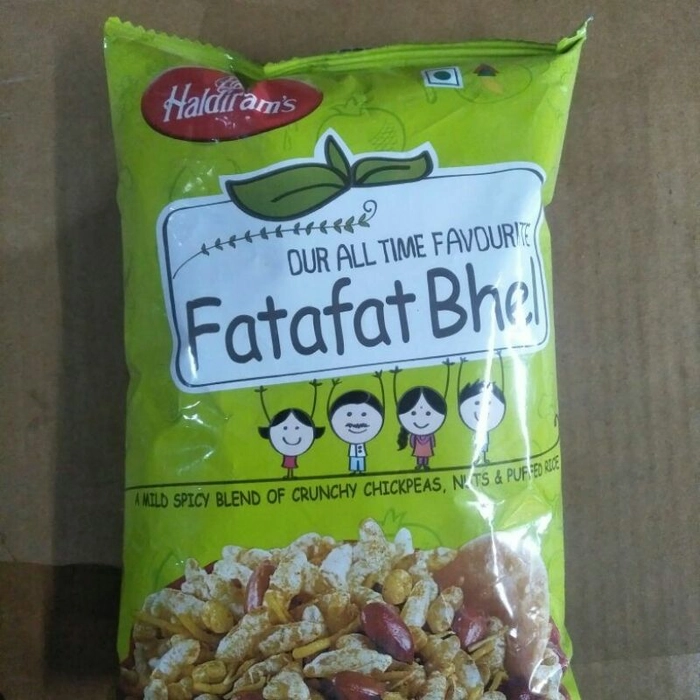 Haldiram's
OUR ALL TIME FAVOURITE
Fatafat Bhel
A MILD SPICY BLEND OF CRUNCHY CHICKPEAS, NUTS & PUFFED RICE